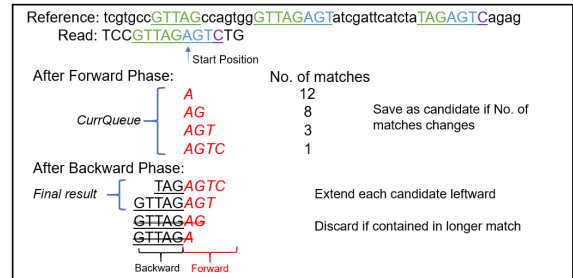 Reference: tcgtgccGTTAGccagtggGTTAGAGTatcgattcatctaTAGAGTCagag
Read: TCCGTTAGAGTCTG
Start Position
After Forward Phase: No. of matches
A 12
AG 8
AGT 3
AGTC 1
CurrQueue
Save as candidate if No. of
matches changes
After Backward Phase:
Final result
TAGAGTC
GTTAGAGT
GTTAGAG
GTTAGA
Extend each candidate leftward
Discard if contained in longer match
Backward Forward